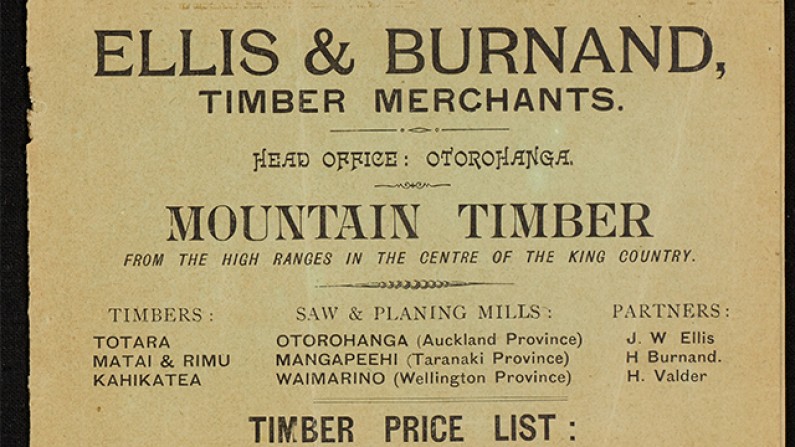 ELLIS & BURNAND,
TIMBER MERCHANTS.
HEAD OFFICE: OTOROHANGA.
MOUNTAIN TIMBER
FROM THE HIGH RANGES IN THE CENTRE OF THE KING COUNTRY.
TIMBERS: SAW & PLANING MILLS: PARTNERS:
TOTARA OTOROHANGA (Auckland Province) J. W Ellis
MATAI & RIMU MANGAPEEHI (Taranaki Province) H Burnand.
KAHIKATEA WAIMARINO (Wellington Province) H. Valder
TIMBER PRICE LIST: